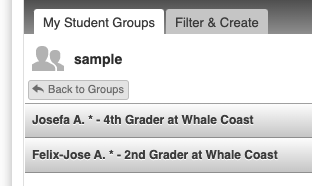 My Student Groups Filter & Create
sample
Back to Groups
Josefa A. * - 4th Grader at Whale Coast
Felix-Jose A. * - 2nd Grader at Whale Coast